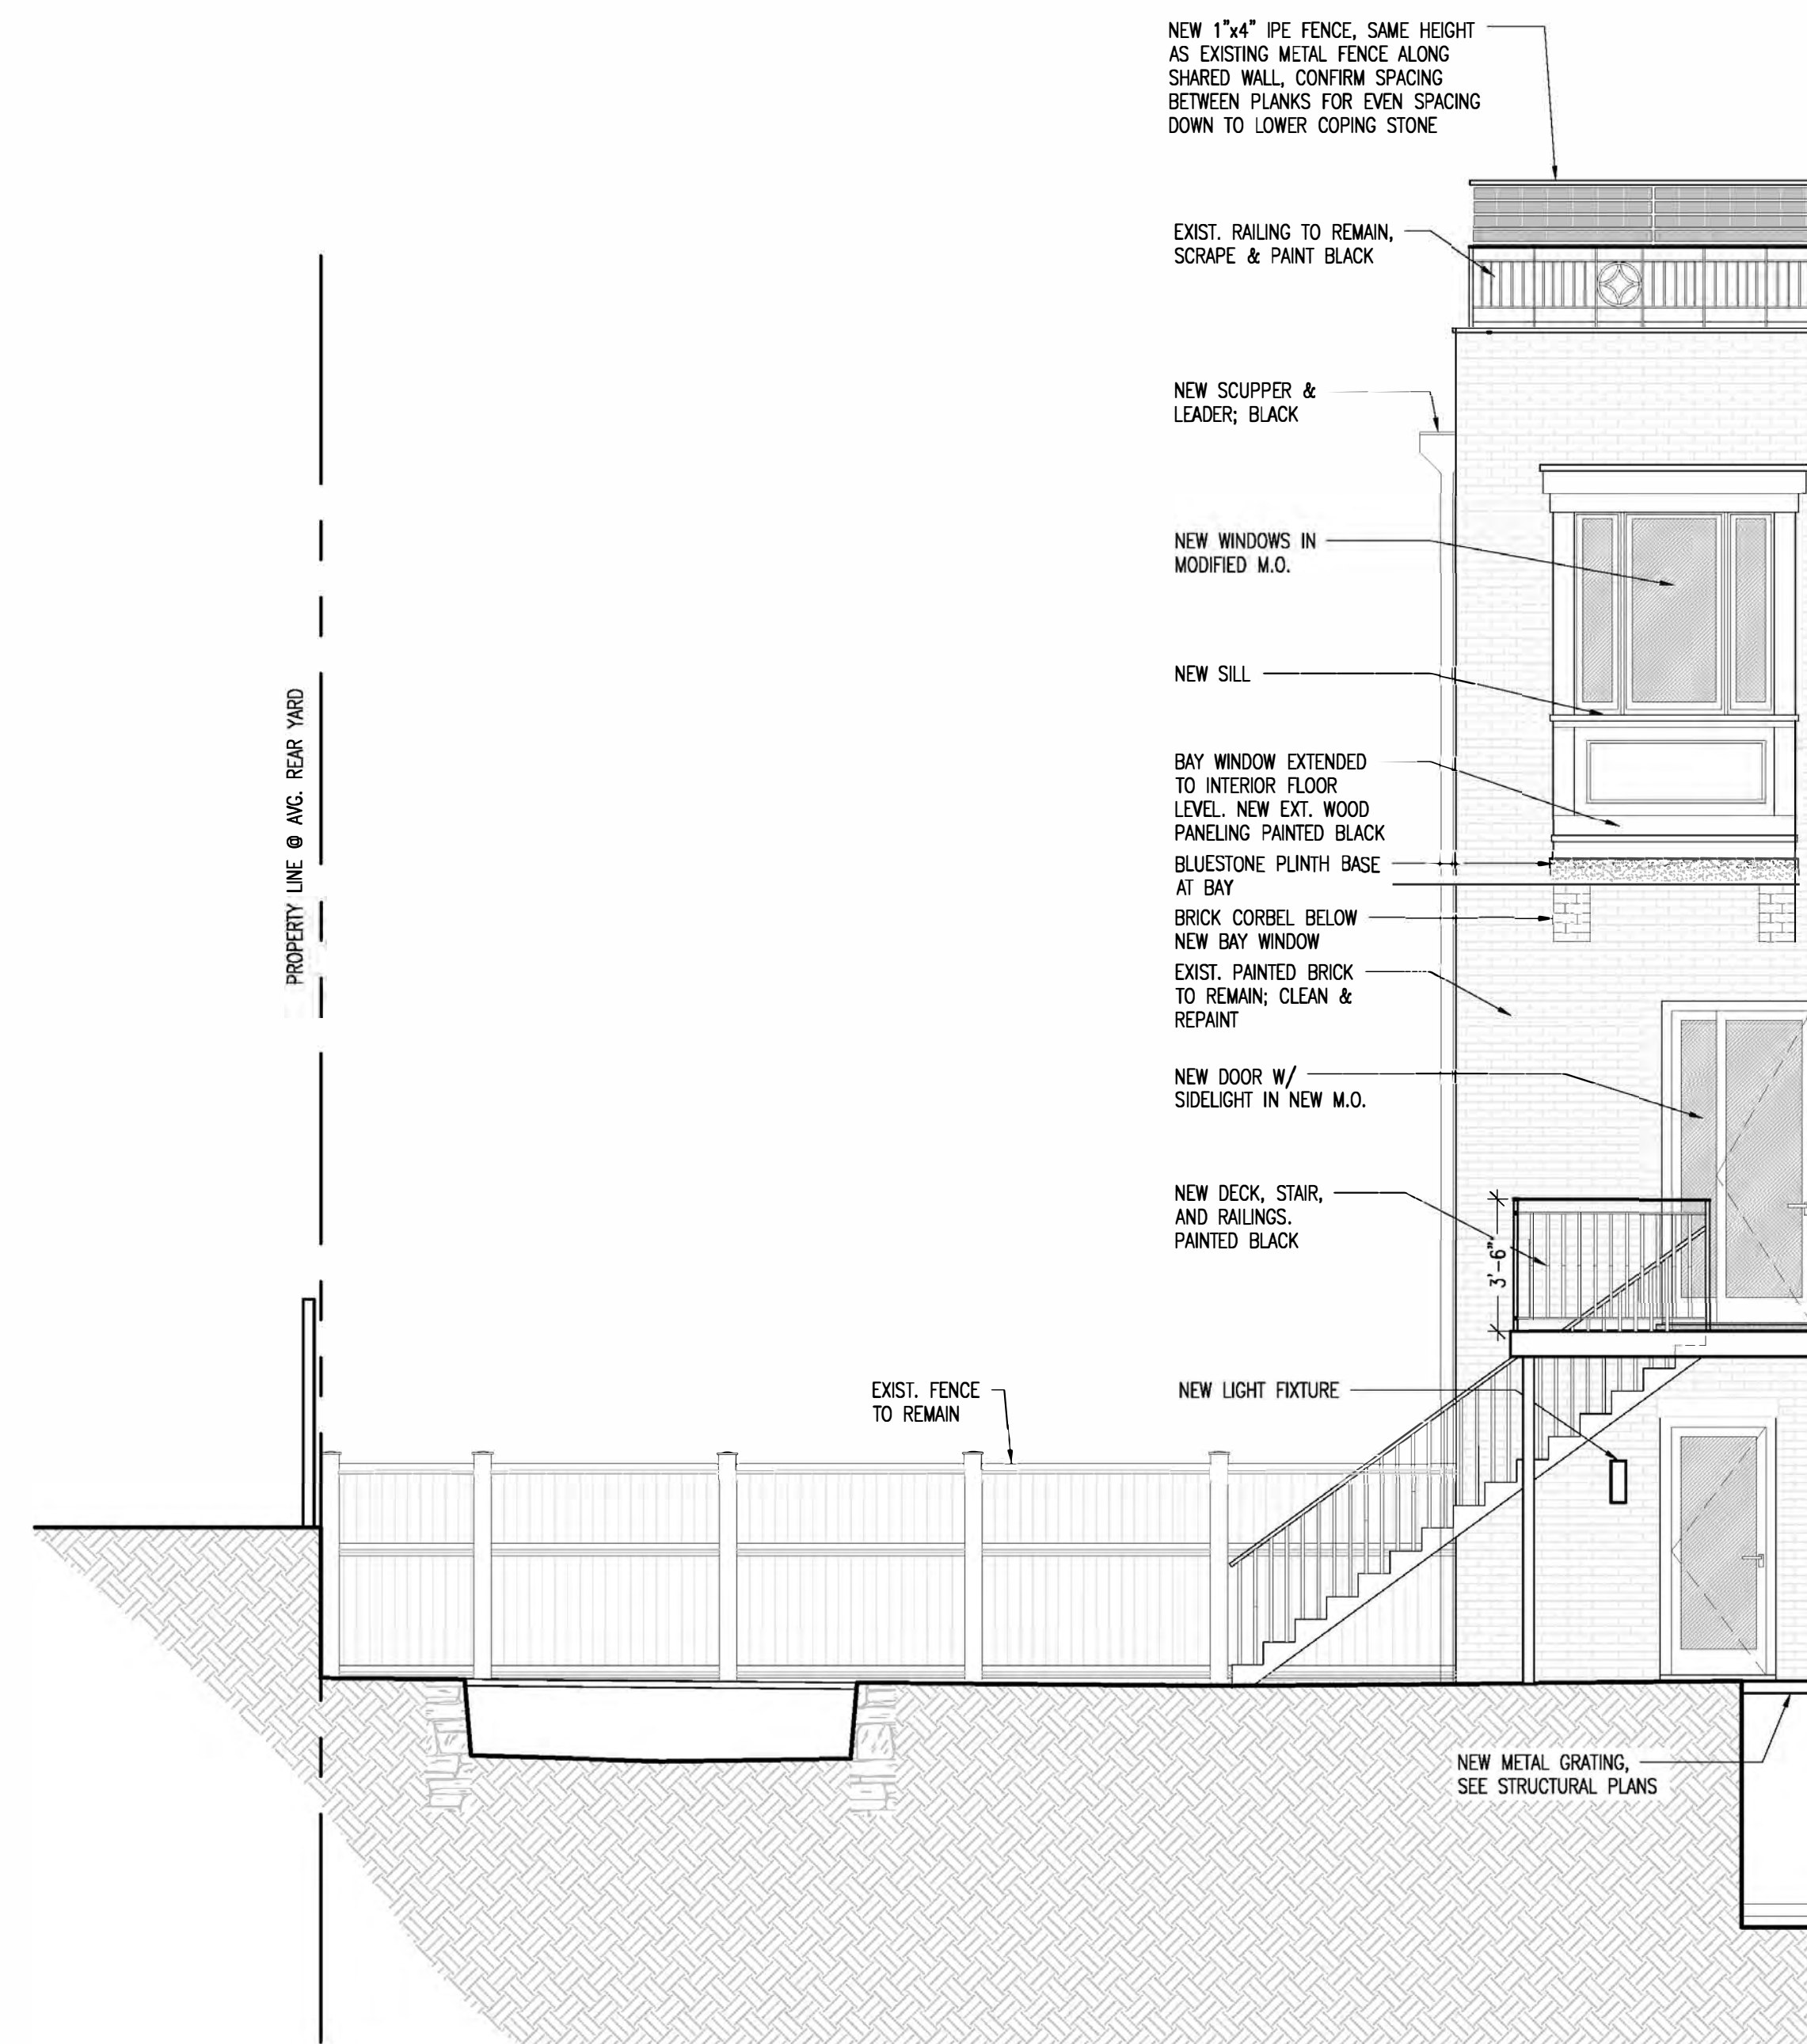 NEW 1"x4" IPE FENCE, SAME HEIGHT
AS EXISTING METAL FENCE ALONG
SHARED WALL, CONFIRM SPACING
BETWEEN PLANKS FOR EVEN SPACING
DOWN TO LOWER COPING STONE
EXIST. RAILING TO REMAIN,
SCRAPE & PAINT BLACK
NEW SCUPPER &
LEADER; BLACK
NEW WINDOWS IN
MODIFIED M.O.
NEW SILL
PROPERTY LINE @ AVG. REAR YARD
BAY WINDOW EXTENDED
TO INTERIOR FLOOR
LEVEL. NEW EXT. WOOD
PANELING PAINTED BLACK
BLUESTONE PLINTH BASE
AT BAY
BRICK CORBEL BELOW
NEW BAY WINDOW
EXIST. PAINTED BRICK
TO REMAIN; CLEAN &
REPAINT
NEW DOOR W/
SIDELIGHT IN NEW M.O.
NEW DECK, STAIR,
AND RAILINGS.
PAINTED BLACK
3'-6"
EXIST. FENCE
TO REMAIN
NEW LIGHT FIXTURE
NEW METAL GRATING,
SEE STRUCTURAL PLANS